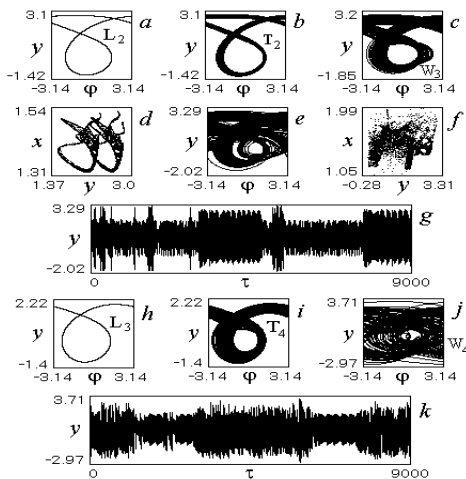 3.1 a 3.1 b 3.2 c
y L2 y T2 y W3
-1.42 -1.42 -1.85
-3.14 φ 3.14 -3.14 φ 3.14 -3.14 φ 3.14
1.54 d 3.29 e 1.99 f
x y x
1.31 -2.02 1.05
1.37 y 3.0 -3.14 φ 3.14 -0.28 y 3.31
3.29 g
y
-2.02
0 τ 9000
2.22 h 2.22 i 3.71 j
y L3 y T4 y W4
-1.4 -1.4 -2.97
-3.14 φ 3.14 -3.14 φ 3.14 -3.14 φ 3.14
3.71 k
y
-2.97
0 τ 9000